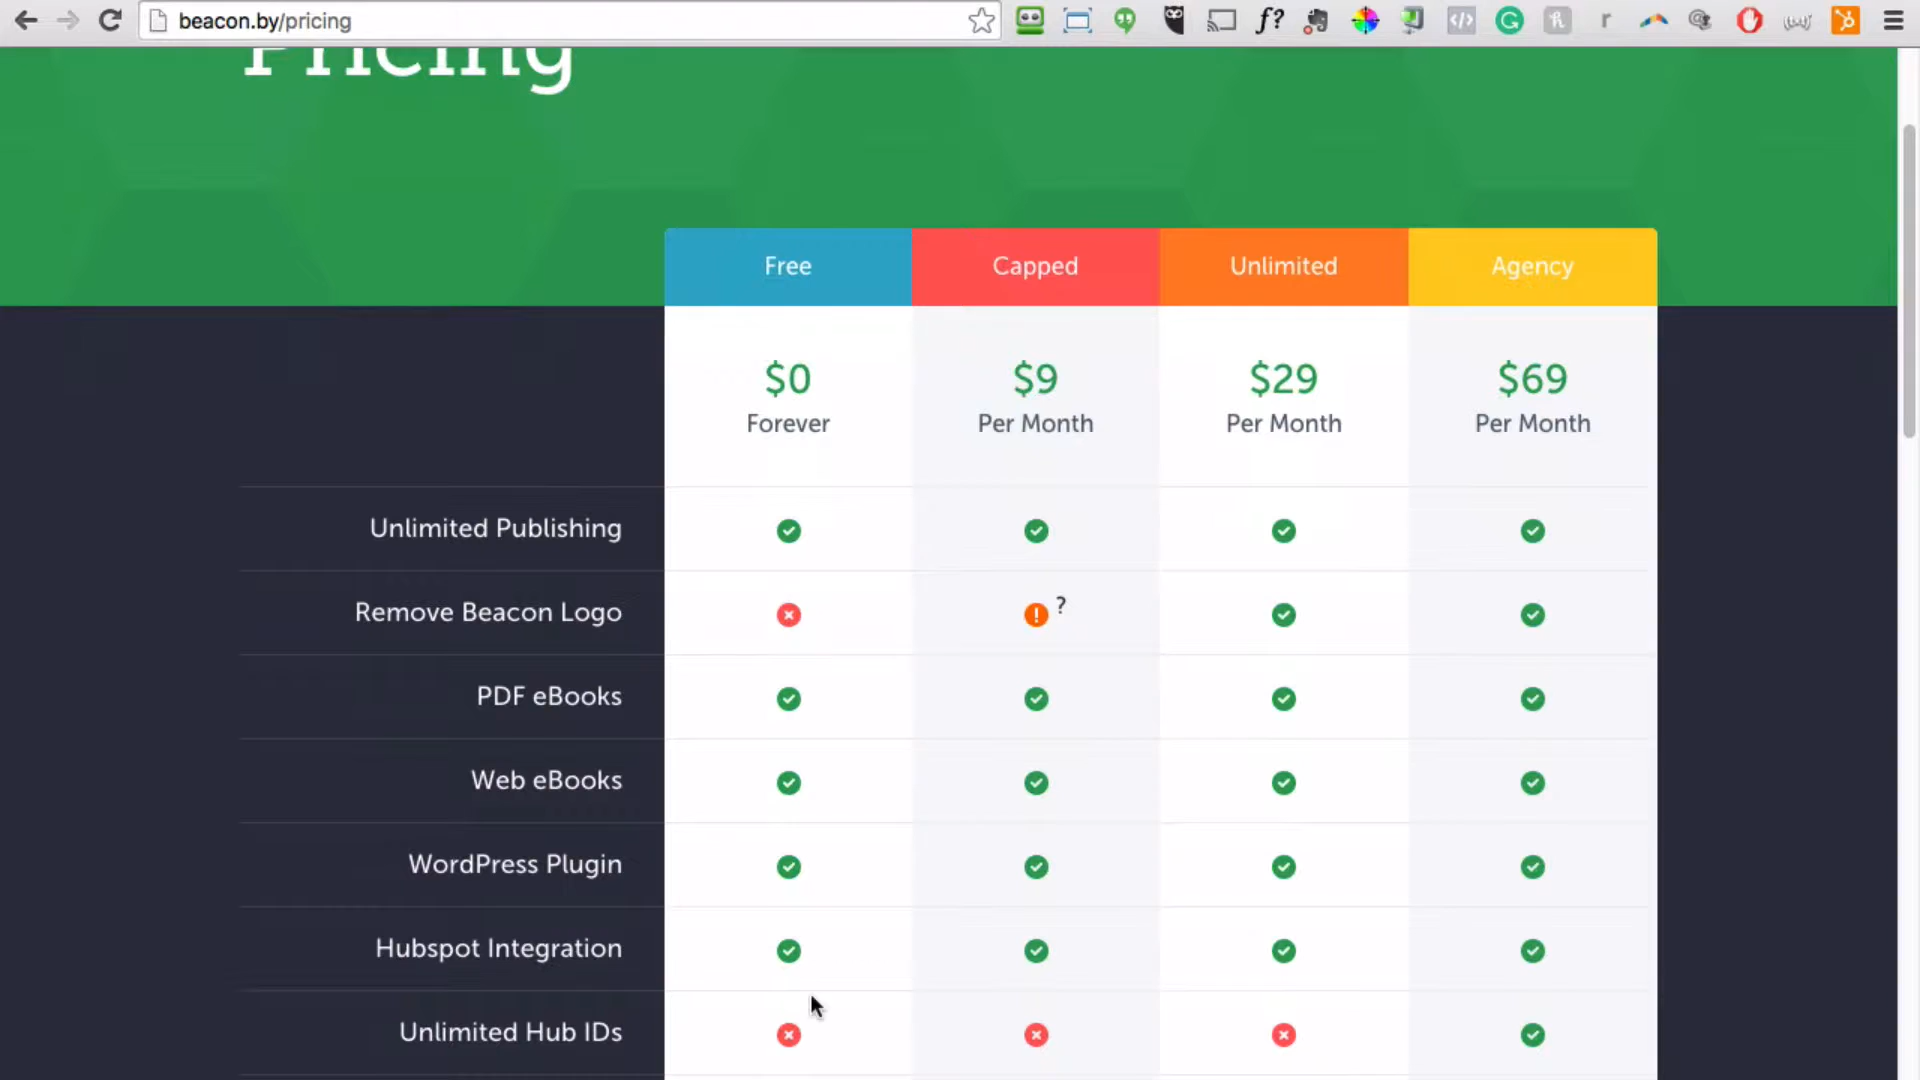 beacon.by/pricing
Pricing
Free Capped Unlimited Agency
$0 $9 $29 $69
Forever Per Month Per Month Per Month
Unlimited Publishing
Remove Beacon Logo ! ?
PDF eBooks
Web eBooks
WordPress Plugin
Hubspot Integration
Unlimited Hub IDs